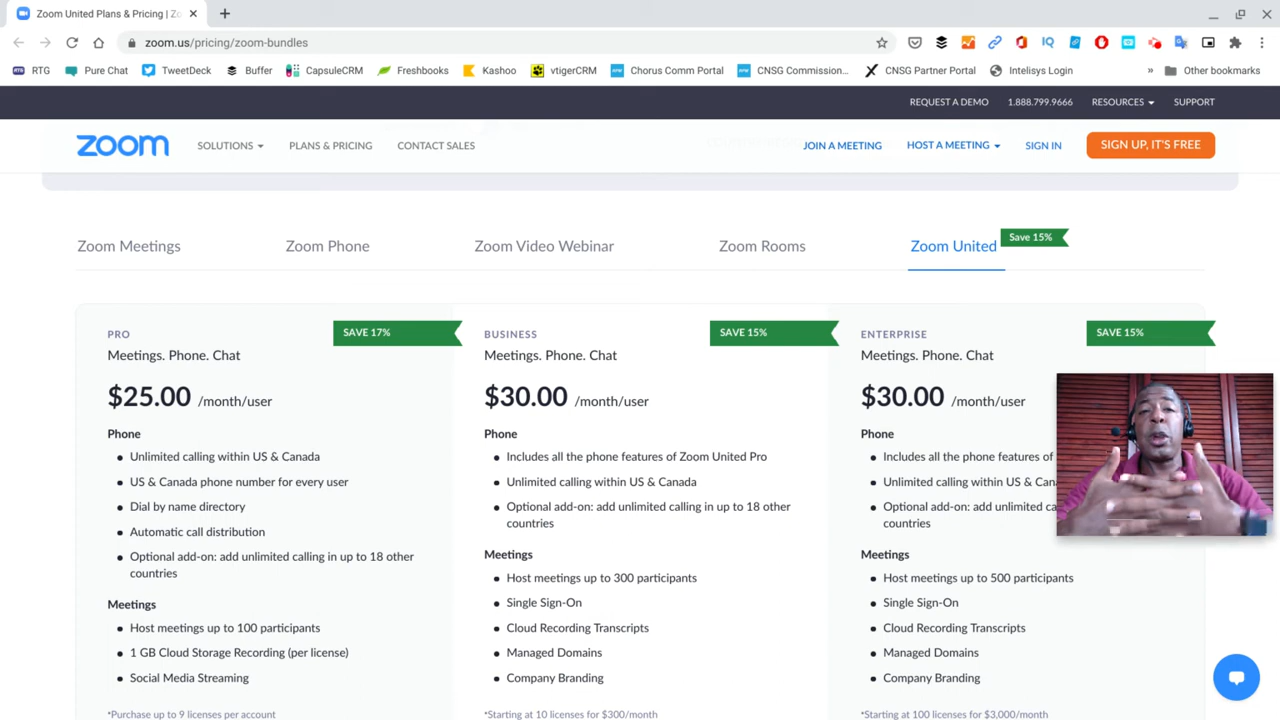 Zoom United Plans & Pricing | Zo
zoom.us/pricing/zoom-bundles
RTG Pure Chat TweetDeck Buffer CapsuleCRM Freshbooks Kashoo vtigerCRM Chorus Comm Portal CNSG Commission... CNSG Partner Portal Intelisys Login » Other bookmarks
REQUEST A DEMO 1.888.799.9666 RESOURCES SUPPORT
zoom SOLUTIONS PLANS & PRICING CONTACT SALES JOIN A MEETING HOST A MEETING SIGN IN SIGN UP, IT'S FREE
Zoom Meetings Zoom Phone Zoom Video Webinar Zoom Rooms Zoom United Save 15%
PRO SAVE 17%
Meetings. Phone. Chat
$25.00 /month/user
Phone
• Unlimited calling within US & Canada
• US & Canada phone number for every user
• Dial by name directory
• Automatic call distribution
• Optional add-on: add unlimited calling in up to 18 other
countries
Meetings
• Host meetings up to 100 participants
• 1 GB Cloud Storage Recording (per license)
• Social Media Streaming
*Purchase up to 9 licenses per account
BUSINESS SAVE 15%
Meetings. Phone. Chat
$30.00 /month/user
Phone
• Includes all the phone features of Zoom United Pro
• Unlimited calling within US & Canada
• Optional add-on: add unlimited calling in up to 18 other
countries
Meetings
• Host meetings up to 300 participants
• Single Sign-On
• Cloud Recording Transcripts
• Managed Domains
• Company Branding
*Starting at 10 licenses for $300/month
ENTERPRISE SAVE 15%
Meetings. Phone. Chat
$30.00 /month/user
Phone
• Includes all the phone features of
• Unlimited calling within US & Can
• Optional add-on: add unlimited ca
countries
Meetings
• Host meetings up to 500 participants
• Single Sign-On
• Cloud Recording Transcripts
• Managed Domains
• Company Branding
*Starting at 100 licenses for $3,000/month